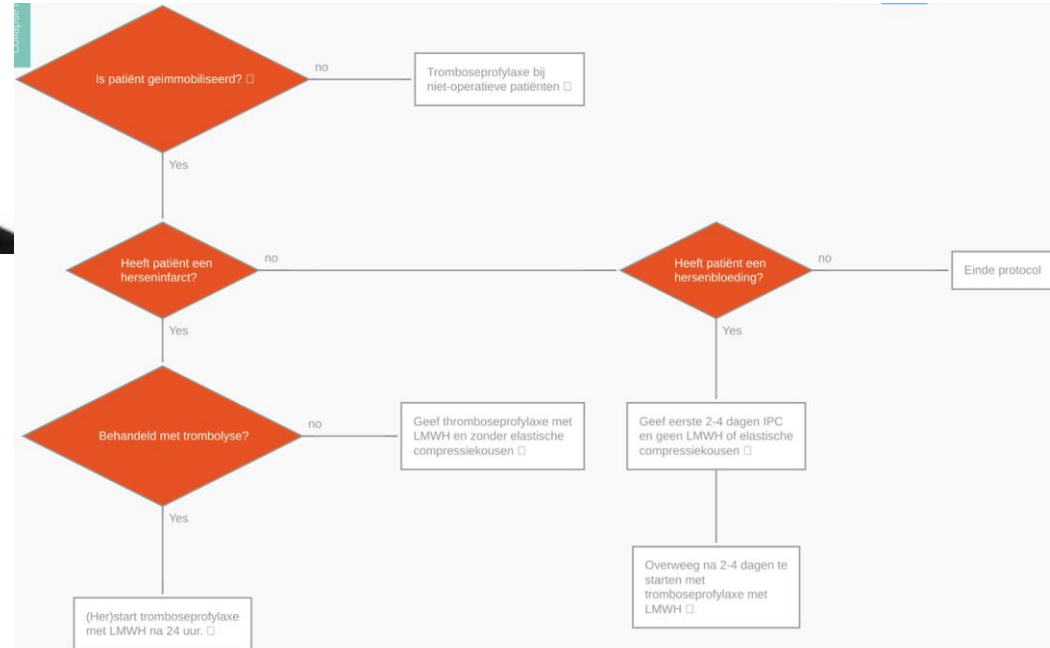 Collapse
Is patiënt geimmobiliseerd?
no
Tromboseprofylaxe bij
niet-operatieve patiënten
Yes
Heeft patiënt een
herseninfarct?
no
Heeft patiënt een
hersenbloeding?
no
Einde protocol
Yes
Yes
Behandeld met trombolyse?
no
Geef thromboseprofylaxe met
LMWH en zonder elastische
compressiekousen
Geef eerste 2-4 dagen IPC
en geen LMWH of elastische
compressiekousen
Yes
Overweeg na 2-4 dagen te
starten met
tromboseprofylaxe met
LMWH
(Her)start tromboseprofylaxe
met LMWH na 24 uur.